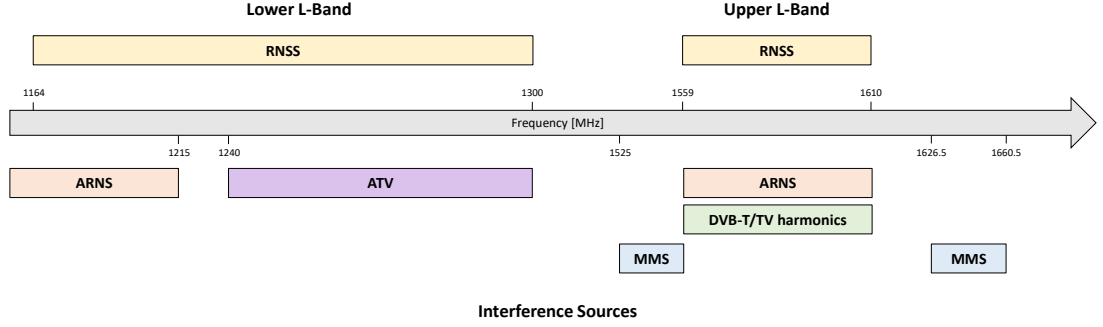 Lower L-Band
Upper L-Band
RNSS
RNSS
1164
1300
1559
1610
Frequency [MHz]
1215
1240
1525
1626.5
1660.5
ARNS
ATV
ARNS
DVB-T/TV harmonics
MMS
MMS
Interference Sources